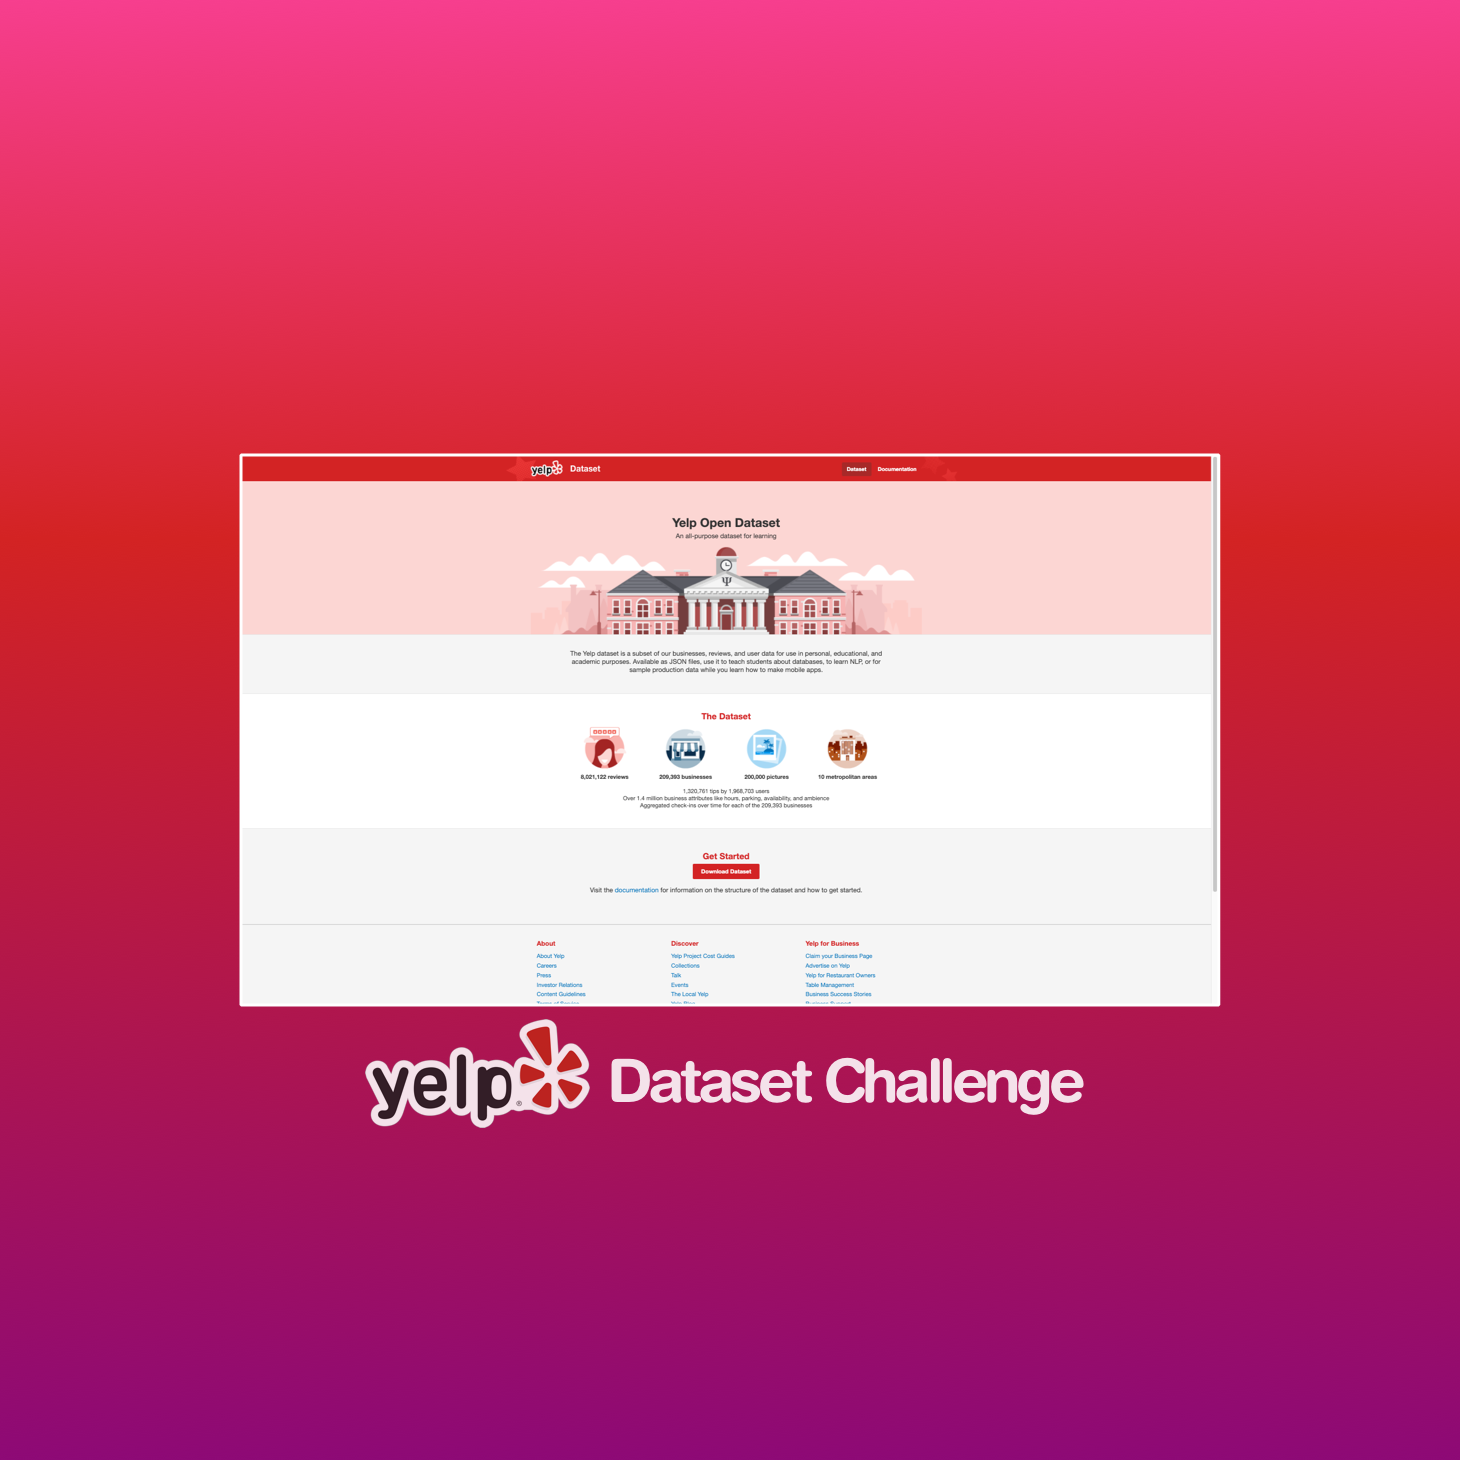 yelp Dataset
Dataset Documentation
Yelp Open Dataset
An all-purpose dataset for learning
Ψ
The Yelp dataset is a subset of our businesses, reviews, and user data for use in personal, educational, and
academic purposes. Available as JSON files, use it to teach students about databases, to learn NLP, or for
sample production data while you learn how to make mobile apps.
The Dataset
8,021,122 reviews
209,393 businesses
200,000 pictures
10 metropolitan areas
1,320,761 tips by 1,968,703 users
Over 1.4 million business attributes like hours, parking, availability, and ambience
Aggregated check-ins over time for each of the 209,393 businesses
Get Started
Download Dataset
Visit the documentation for information on the structure of the dataset and how to get started.
About
About Yelp
Careers
Press
Investor Relations
Content Guidelines
Terms of Service
Discover
Yelp Project Cost Guides
Collections
Talk
Events
The Local Yelp
Yelp Blog
Yelp for Business
Claim your Business Page
Advertise on Yelp
Yelp for Restaurant Owners
Table Management
Business Success Stories
Business Support
yelp ® Dataset Challenge